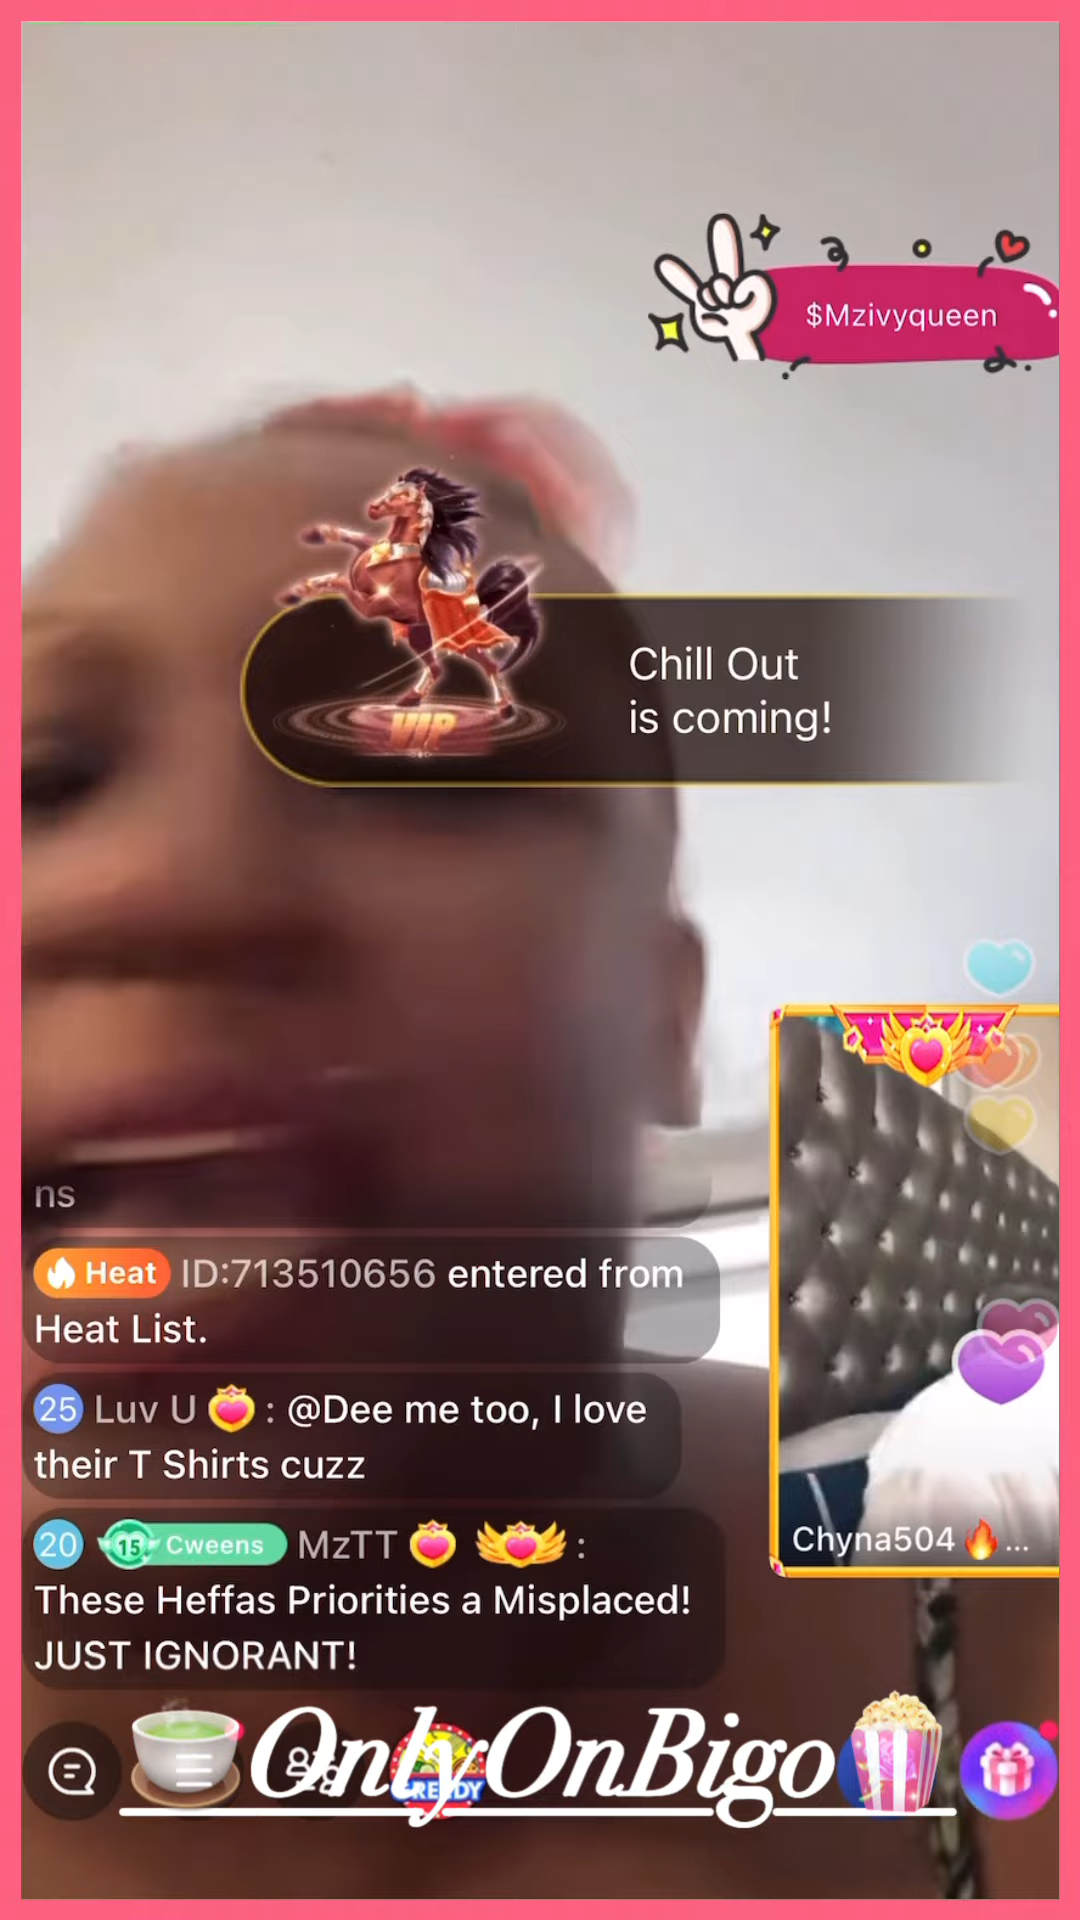 $Mzivyqueen
VIP
Chill Out
is coming!
ns
Heat ID:713510656 entered from
Heat List.
25 Luv U : @Dee me too, I love
their T Shirts cuzz
20 15 Cweens MzTT :
These Heffas Priorities a Misplaced!
JUST IGNORANT!
Chyna504 ...
OnlyOnBigo